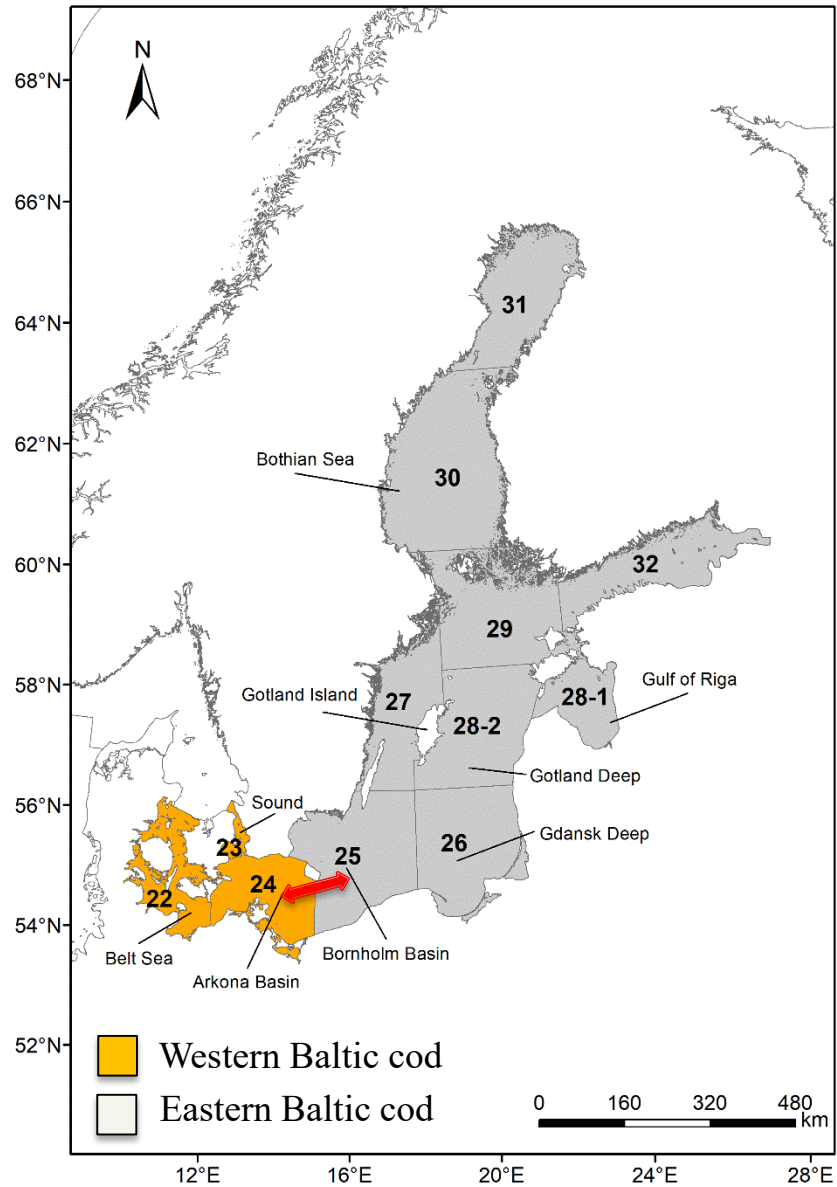 N
68°N
66°N
64°N
62°N
60°N
58°N
56°N
54°N
52°N
31
Bothian Sea
30
32
29
Gotland Island
27
28-2
28-1
Gulf of Riga
Gotland Deep
Sound
23
25
26
Gdansk Deep
22
24
Belt Sea
Arkona Basin
Bornholm Basin
Western Baltic cod
Eastern Baltic cod
0 160 320 480
km
12°E 16°E 20°E 24°E 28°E